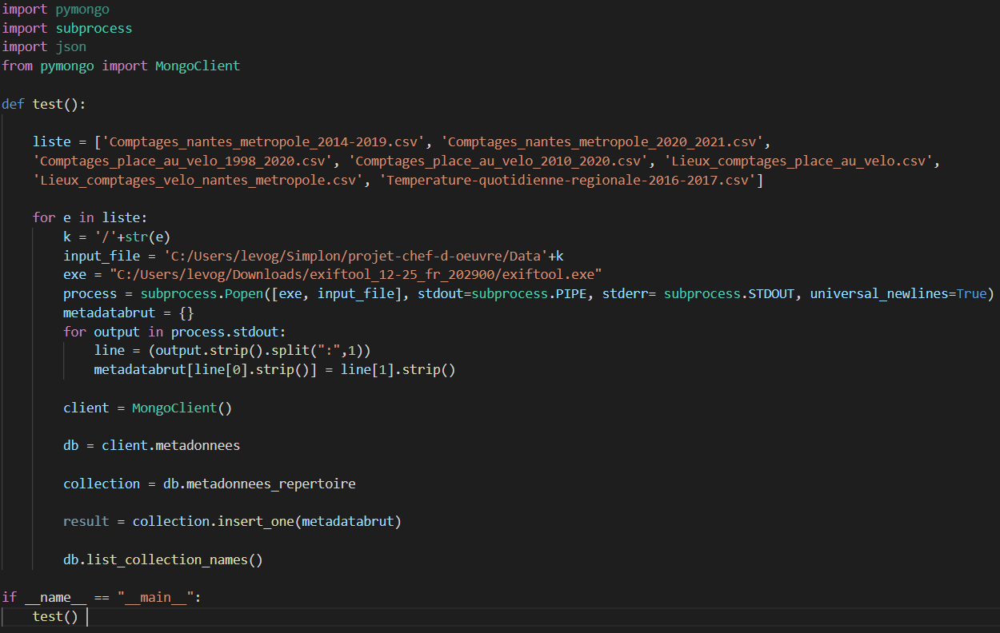 import pymongo
import subprocess
import json
from pymongo import MongoClient
def test():
liste = ['Comptages_nantes_metropole_2014-2019.csv', 'Comptages_nantes_metropole_2020_2021.csv',
'Comptages_place_au_velo_1998_2020.csv', 'Comptages_place_au_velo_2010_2020.csv', 'Lieux_comptages_place_au_velo.csv',
'Lieux_comptages_velo_nantes_metropole.csv', 'Temperature-quotidienne-regionale-2016-2017.csv']
for e in liste:
k = '/'+str(e)
input_file = 'C:/Users/levog/Simplon/projet-chef-d-oeuvre/Data'+k
exe = "C:/Users/levog/Downloads/exiftool_12-25_fr_202900/exiftool.exe"
process = subprocess.Popen([exe, input_file], stdout=subprocess.PIPE, stderr= subprocess.STDOUT, universal_newlines=True)
metadatabrut = {}
for output in process.stdout:
line = (output.strip().split(":",1))
metadatabrut[line[0].strip()] = line[1].strip()
client = MongoClient()
db = client.metadonnees
collection = db.metadonnees_repertoire
result = collection.insert_one(metadatabrut)
db.list_collection_names()
if __name__ == "__main__":
test()